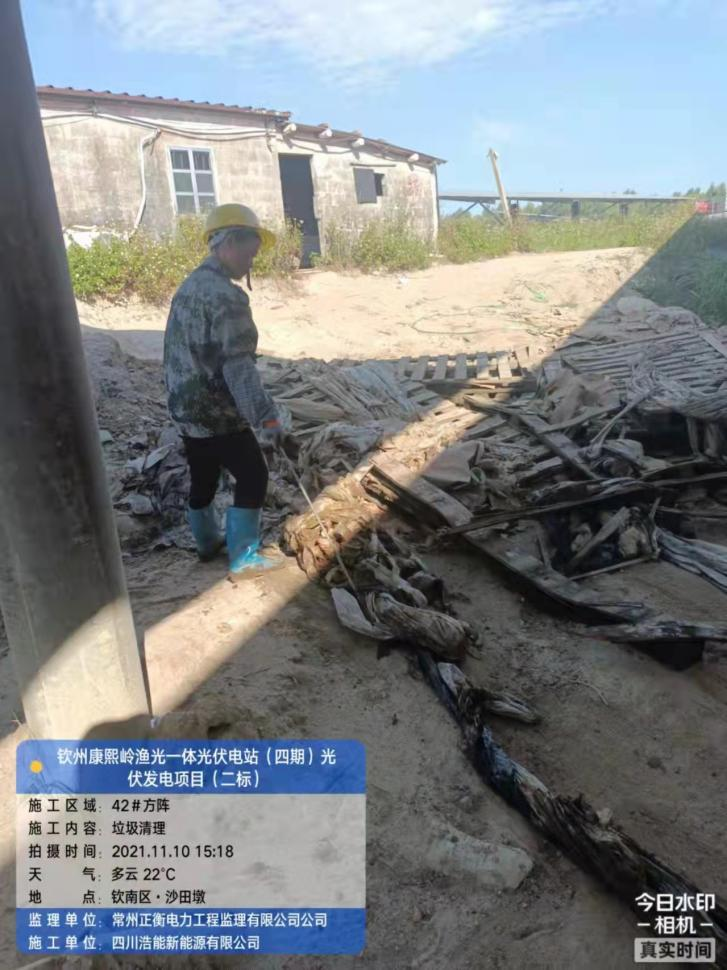 钦州康熙岭渔光一体光伏电站（四期）光
伏发电项目（二标）
施工区域：42#方阵
施工内容：垃圾清理
拍摄时间：2021.11.10 15:18
天气：多云 22℃
地点：钦南区·沙田墩
监理单位：常州正衡电力工程监理有限公司公司
施工单位：四川浩能新能源有限公司
今日水印
-相机-
真实时间